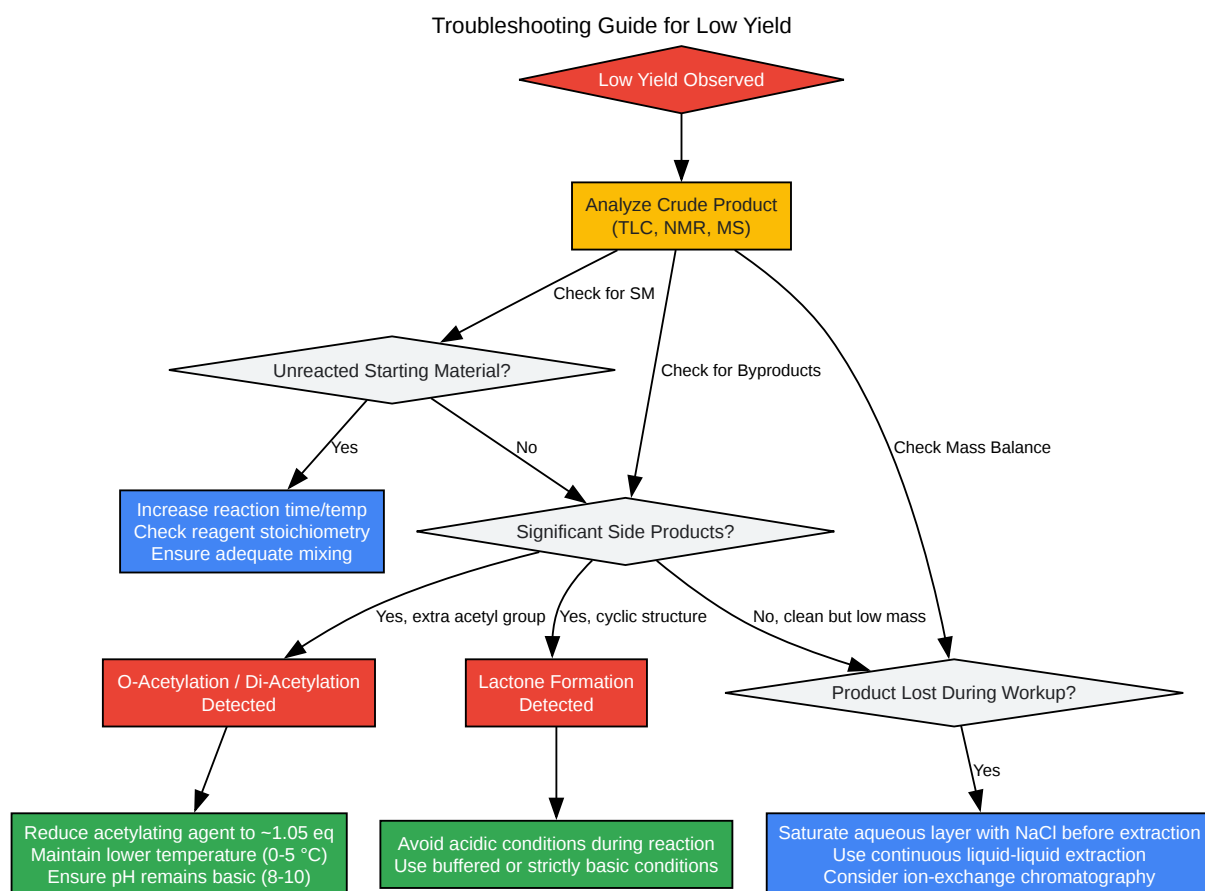 Troubleshooting Guide for Low Yield
Low Yield Observed
Analyze Crude Product
(TLC, NMR, MS)
Check for SM
Check for Byproducts
Check Mass Balance
Unreacted Starting Material?
Yes
No
Increase reaction time/temp
Check reagent stoichiometry
Ensure adequate mixing
Significant Side Products?
Yes, extra acetyl group
Yes, cyclic structure
No, clean but low mass
O-Acetylation / Di-Acetylation
Detected
Lactone Formation
Detected
Product Lost During Workup?
Yes
Reduce acetylating agent to ~1.05 eq
Maintain lower temperature (0-5 °C)
Ensure pH remains basic (8-10)
Avoid acidic conditions during reaction
Use buffered or strictly basic conditions
Saturate aqueous layer with NaCl before extraction
Use continuous liquid-liquid extraction
Consider ion-exchange chromatography